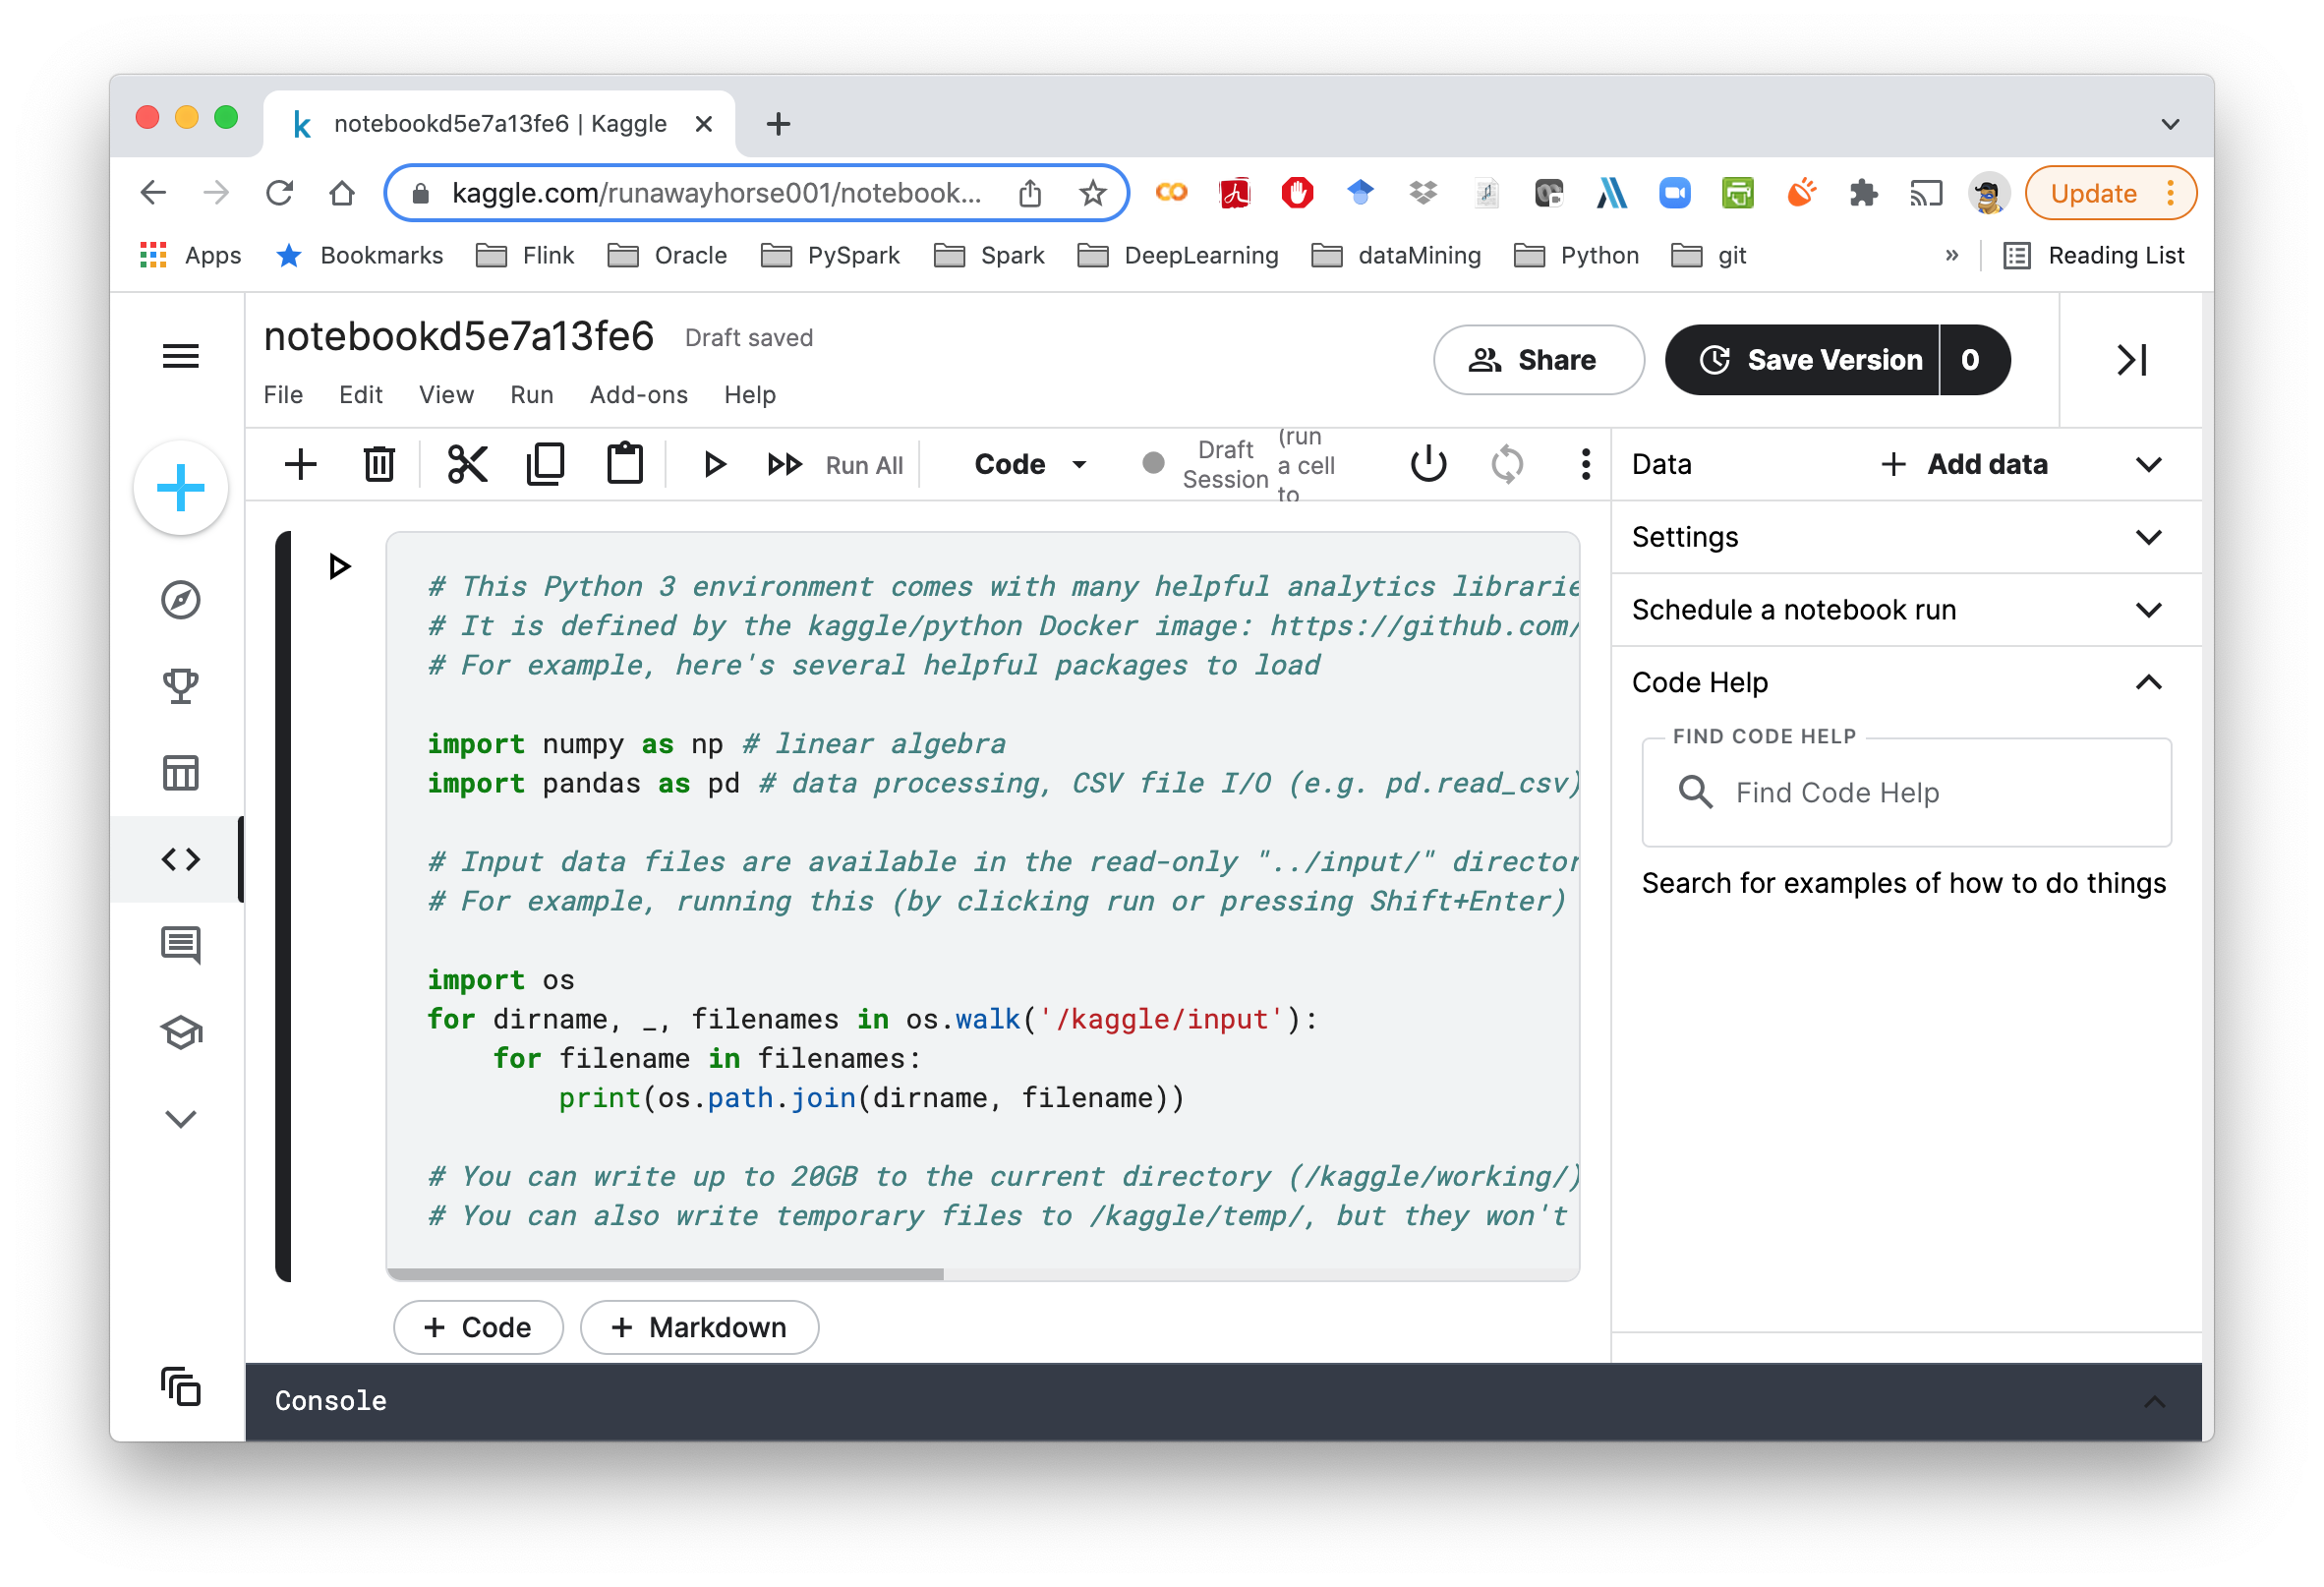 notebookd5e7a13fe6 | Kaggle
kaggle.com/runawayhorse001/notebook...
Update
Apps
Bookmarks
Flink
Oracle
PySpark
Spark
DeepLearning
dataMining
Python
git
»
Reading List
notebookd5e7a13fe6 Draft saved
File Edit View Run Add-ons Help
Share
Save Version 0
Run All
Code
Draft
Session
(run
a cell
to
Data
+ Add data
Settings
Schedule a notebook run
Code Help
FIND CODE HELP
Find Code Help
Search for examples of how to do things
# This Python 3 environment comes with many helpful analytics librarie
# It is defined by the kaggle/python Docker image: https://github.com/
# For example, here's several helpful packages to load
import numpy as np # linear algebra
import pandas as pd # data processing, CSV file I/O (e.g. pd.read_csv)
# Input data files are available in the read-only "../input/" director
# For example, running this (by clicking run or pressing Shift+Enter)
import os
for dirname, _, filenames in os.walk('/kaggle/input'):
    for filename in filenames:
        print(os.path.join(dirname, filename))
# You can write up to 20GB to the current directory (/kaggle/working/)
# You can also write temporary files to /kaggle/temp/, but they won't
+ Code
+ Markdown
Console